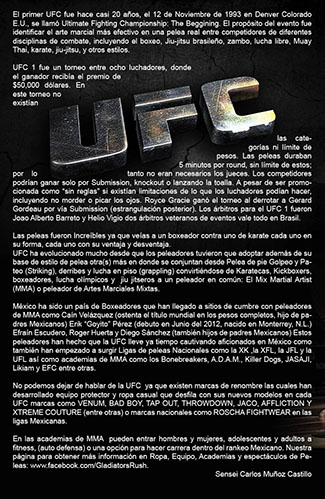 El primer UFC fue hace casi 20 años, el 12 de Noviembre de 1993 en Denver Colorado
E.U., se llamó Ultimate Fighting Championship: The Beggining. El propósito del evento fue
identificar el arte marcial más efectivo en una pelea real entre competidores de diferentes
disciplinas de combate, incluyendo el boxeo, Jiu-jitsu brasileño, zambo, lucha libre, Muay
Thai, karate, jiu-jitsu, y otros estilos.
UFC 1 fue un torneo entre ocho luchadores, donde
el ganador recibía el premio de
$50,000 dólares. En
este torneo no
existían
UFC
las cate-
gorías ni límite de
pesos. Las peleas duraban
5 minutos por round, sin límite de estos;
por lo tanto no eran necesarios los jueces. Los competidores
podrían ganar solo por Submission, knockout o lanzando la toalla. A pesar de ser promo-
cionada como "sin reglas" si existían limitaciones de lo que los luchadores podían hacer,
incluyendo no morder o picar los ojos. Royce Gracie ganó el torneo al derrotar a Gerard
Gordeau por vía Submission (estrangulación posterior). Los árbitros para el UFC 1 fueron
Joao Alberto Barreto y Helio Vigio dos árbitros veteranos de eventos vale todo en Brasil.
Las peleas fueron Increíbles ya que veías a un boxeador contra uno de karate cada uno en
su forma, cada uno con su ventaja y desventaja.
UFC ha evolucionado mucho desde que los peleadores tuvieron que adoptar además de su
base de estilo de pelea otra(s) más en donde se conjuntan desde Pelea de pie Golpeo y Pa-
teo (Striking), derribes y lucha en piso (grappling) convirtiéndose de Karatecas, Kickboxers,
boxeadores, lucha olímpicos y jiu jitseros a un peleador en común: El Mix Martial Artist
(MMA) o peleador de Artes Marciales Mixtas.
México ha sido un país de Boxeadores que han llegado a sitios de cumbre con peleadores
de MMA como Caín Velázquez (ostenta el título mundial en los pesos completos, hijo de pa-
dres Mexicanos) Erik "Goyito" Pérez (debuto en Junio del 2012, nacido en Monterrey, N.L.)
Efraín Escudero, Roger Huerta y Diego Sánchez (también hijos de padres Mexicanos) Estos
peleadores han hecho que la UFC lleve ya tiempo cautivando aficionados en México como
también han empezado a surgir Ligas de peleas Nacionales como la XK ,la XFL, la JFL y la
UFL así como academias de MMA como los Bonebreakers, A.D.A.M., Killer Dogs, JASAJI,
Likiam y EFC entre otras.
No podemos dejar de hablar de la UFC ya que existen marcas de renombre las cuales han
desarrollado equipo protector y ropa casual que desfila con sus nuevos modelos en cada
UFC marcas como VENUM, BAD BOY, TAP OUT, THROWDOWN, JACO, AFFLICTION Y
XTREME COUTURE (entre otras) o marcas nacionales como ROSCHA FIGHTWEAR en las
ligas Mexicanas.
En las academias de MMA pueden entrar hombres y mujeres, adolescentes y adultos a
fitness, (auto defensa) o una opción para hacer carrera dentro del rankeo Mexicano. Nuestra
página para obtener más información en Ropa, Equipo, Academias y espectáculos de Pe-
leas: www.facebook.com/GladiatorsRush.
Sensei Carlos Muñoz Castillo